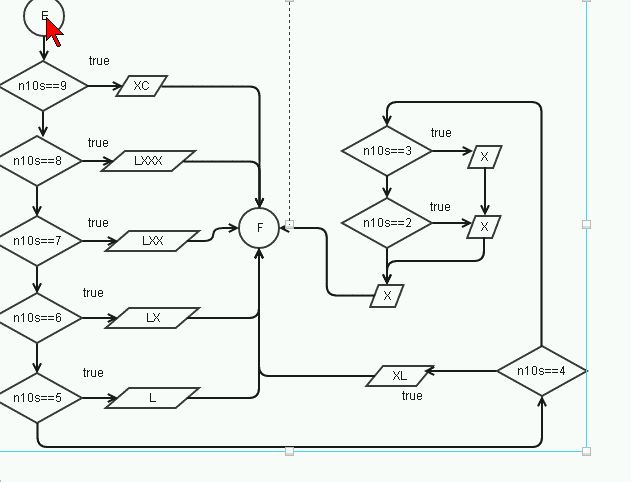 E
true
n10s==9
XC
true
n10s==8
LXXX
true
n10s==7
LXX
true
n10s==6
LX
true
n10s==5
L
F
true
n10s==3
X
true
n10s==2
X
X
n10s==4
XL
true